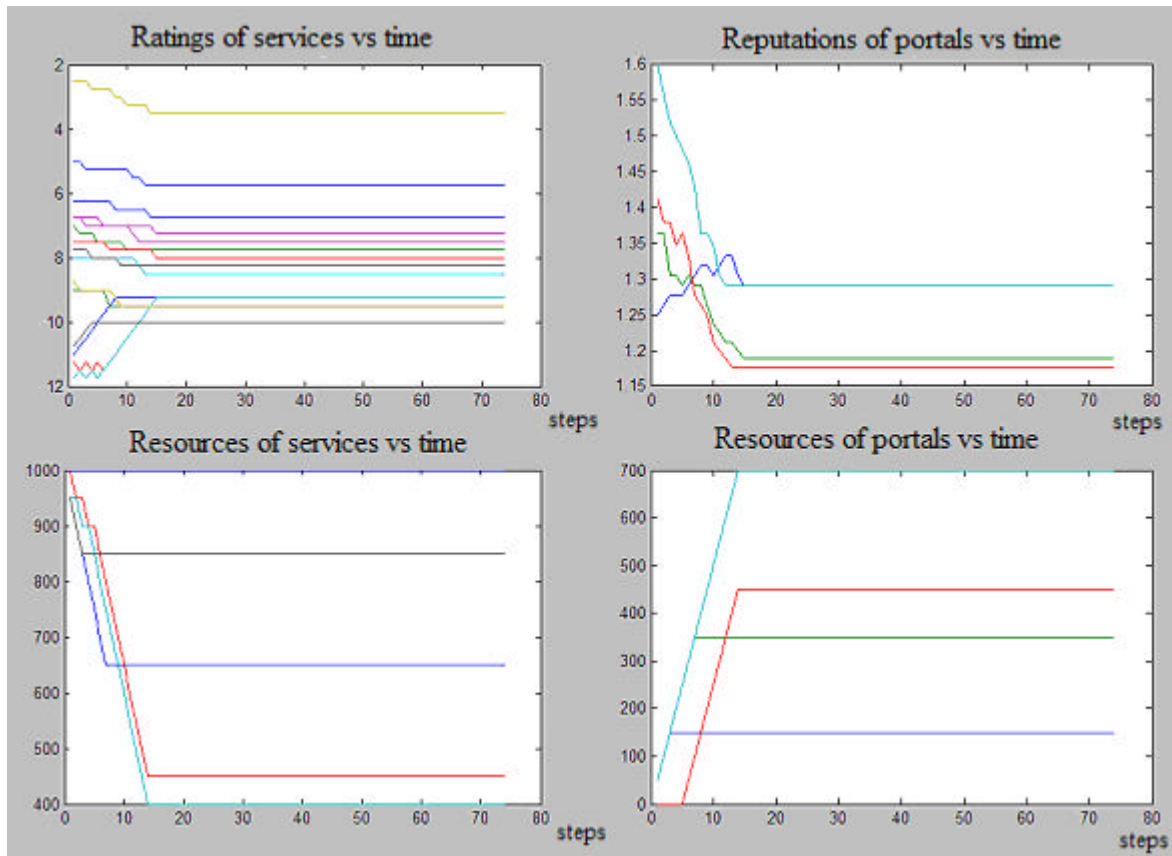 Ratings of services vs time
2
4
6
8
10
12
0 10 20 30 40 50 60 70 80
steps
Reputations of portals vs time
1.6
1.55
1.5
1.45
1.4
1.35
1.3
1.25
1.2
1.15
0 10 20 30 40 50 60 70 80
steps
Resources of services vs time
1000
900
800
700
600
500
400
0 10 20 30 40 50 60 70 80
steps
Resources of portals vs time
700
600
500
400
300
200
100
0
0 10 20 30 40 50 60 70 80
steps